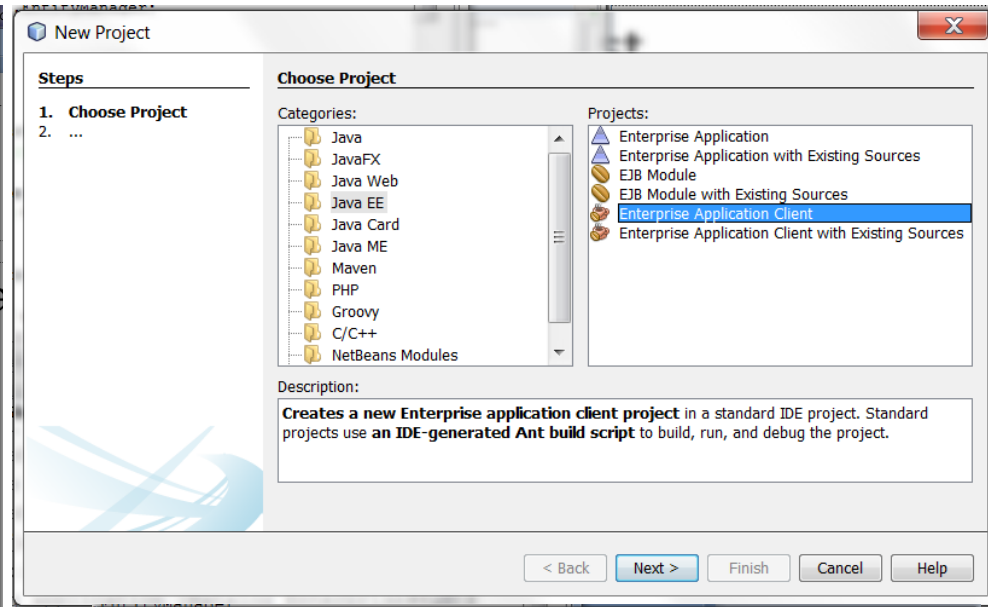 EntityManager:
New Project
X
Steps
1. Choose Project
2. ...
Choose Project
Categories:
Java
JavaFX
Java Web
Java EE
Java Card
Java ME
Maven
PHP
Groovy
C/C++
NetBeans Modules
Projects:
Enterprise Application
Enterprise Application with Existing Sources
EJB Module
EJB Module with Existing Sources
Enterprise Application Client
Enterprise Application Client with Existing Sources
Description:
Creates a new Enterprise application client project in a standard IDE project. Standard
projects use an IDE-generated Ant build script to build, run, and debug the project.
< Back
Next >
Finish
Cancel
Help